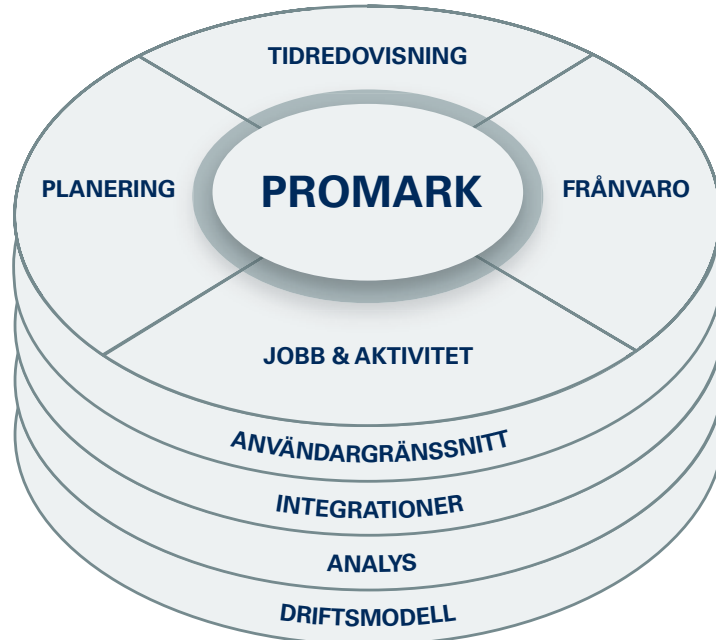 TIDREDOVISNING
PLANERING
PROMARK
FRÅNVARO
JOBB & AKTIVITET
ANVÄNDARGRÄNSSNITT
INTEGRATIONER
ANALYS
DRIFTSMODELL